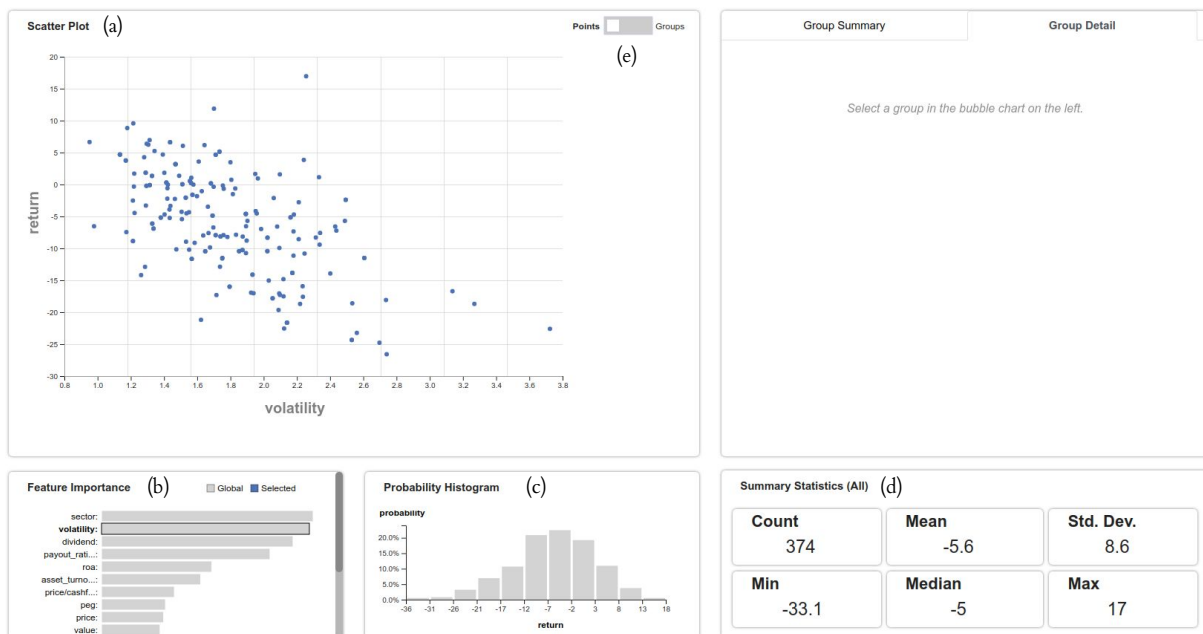 Scatter Plot (a)
Points Groups
(e)
20
15
10
5
0
-5
-10
-15
-20
-25
-30
return
0.8 1.0 1.2 1.4 1.6 1.8 2.0 2.2 2.4 2.6 2.8 3.0 3.2 3.4 3.6 3.8
volatility
Group Summary Group Detail
Select a group in the bubble chart on the left.
Feature Importance (b) Global Selected
sector:
volatility:
dividend:
payout_rati...:
roa:
asset_turno...:
price/cashf...:
peg:
price:
value:
Probability Histogram (c)
probability
20.0%
15.0%
10.0%
5.0%
0.0%
-36 -31 -26 -21 -17 -12 -7 -2 3 8 13 18
return
Summary Statistics (All) (d)
Count Mean Std. Dev.
374 -5.6 8.6
Min Median Max
-33.1 -5 17